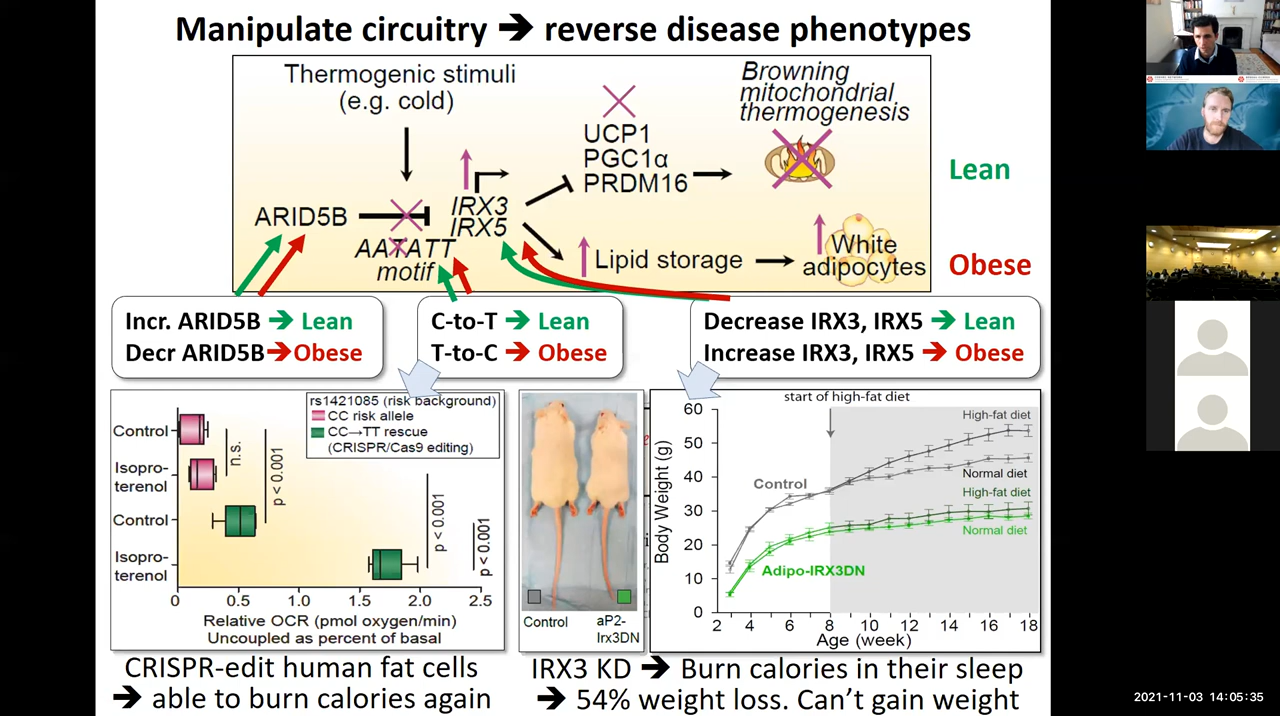 Manipulate circuitry ➔ reverse disease phenotypes
Thermogenic stimuli
(e.g. cold)
ARID5B
AATATT
motif
IRX3
IRX5
UCP1
PGC1α
PRDM16
Browning
mitochondrial
thermogenesis
Lipid storage
White
adipocytes
Lean
Obese
Incr. ARID5B ➔ Lean
Decr ARID5B➔Obese
C-to-T ➔ Lean
T-to-C ➔ Obese
Decrease IRX3, IRX5 ➔ Lean
Increase IRX3, IRX5 ➔ Obese
rs1421085 (risk background)
CC risk allele
CC→TT rescue
(CRISPR/Cas9 editing)
Control
Isopro-
terenol
Control
Isopro-
terenol
n.s.
p < 0.001
p < 0.001
p < 0.001
0 0.5 1.0 1.5 2.0 2.5
Relative OCR (pmol oxygen/min)
Uncoupled as percent of basal
Control
aP2-
Irx3DN
start of high-fat diet
Body Weight (g)
60
50
40
30
20
10
0
High-fat diet
Normal diet
Control
High-fat diet
Normal diet
Adipo-IRX3DN
2 4 6 8 10 12 14 16 18
Age (week)
CRISPR-edit human fat cells
➔ able to burn calories again
IRX3 KD ➔ Burn calories in their sleep
➔ 54% weight loss. Can't gain weight
2021-11-03 14:05:35